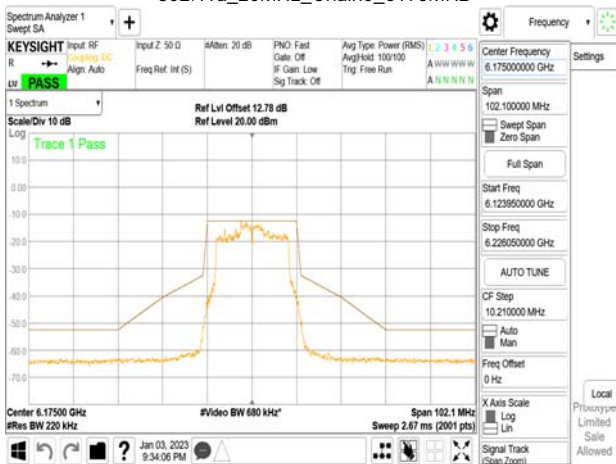 Spectrum Analyzer 1
Swept SA
+
Frequency
KEYSIGHT
Input: RF
Coupling: DC
Align: Auto
Input Z: 50 Ω
Freq Ref: Int (S)
#Atten: 20 dB
PNO: Fast
Gate: Off
IF Gain: Low
Sig Track: Off
Avg Type: Power (RMS)
Avg|Hold: 100/100
Trig: Free Run
1 2 3 4 5 6
A W W W W W
A N N N N N
R
LV
PASS
1 Spectrum
Scale/Div 10 dB
Ref Lvl Offset 12.78 dB
Ref Level 20.00 dBm
Log
Trace 1 Pass
10.0
0.00
-10.0
-20.0
-30.0
-40.0
-50.0
-60.0
-70.0
Center 6.17500 GHz
#Res BW 220 kHz
#Video BW 680 kHz*
Span 102.1 MHz
Sweep 2.67 ms (2001 pts)
Jan 03, 2023
9:34:06 PM
Center Frequency
6.175000000 GHz
Settings
Span
102.100000 MHz
Swept Span
Zero Span
Full Span
Start Freq
6.123950000 GHz
Stop Freq
6.226050000 GHz
AUTO TUNE
CF Step
10.210000 MHz
Auto
Man
Freq Offset
0 Hz
X Axis Scale
Log
Lin
Local
Prototype
Limited
Sale
Allowed
Signal Track
(Span Zoom)